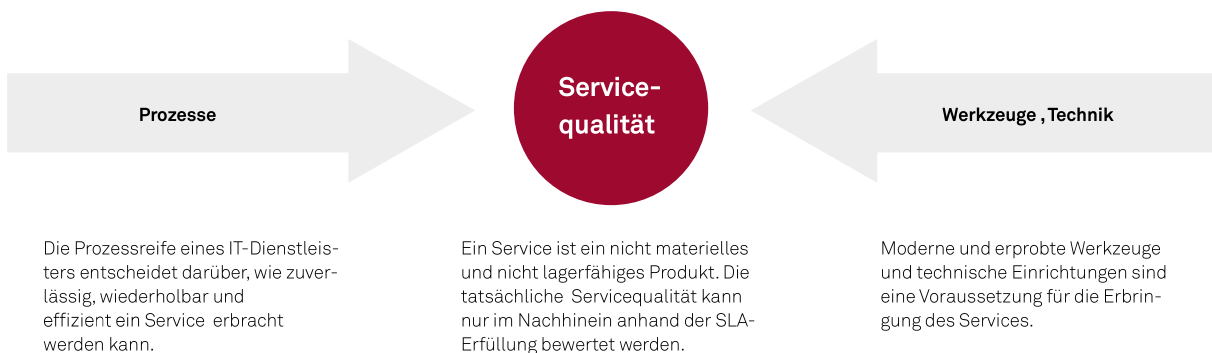 Prozesse
Service-
qualität
Werkzeuge , Technik
Die Prozessreife eines IT-Dienstleis-
ters entscheidet darüber, wie zuver-
lässig, wiederholbar und
effizient ein Service erbracht
werden kann.
Ein Service ist ein nicht materielles
und nicht lagerfähiges Produkt. Die
tatsächliche Servicequalität kann
nur im Nachhinein anhand der SLA-
Erfüllung bewertet werden.
Moderne und erprobte Werkzeuge
und technische Einrichtungen sind
eine Voraussetzung für die Erbrin-
gung des Services.